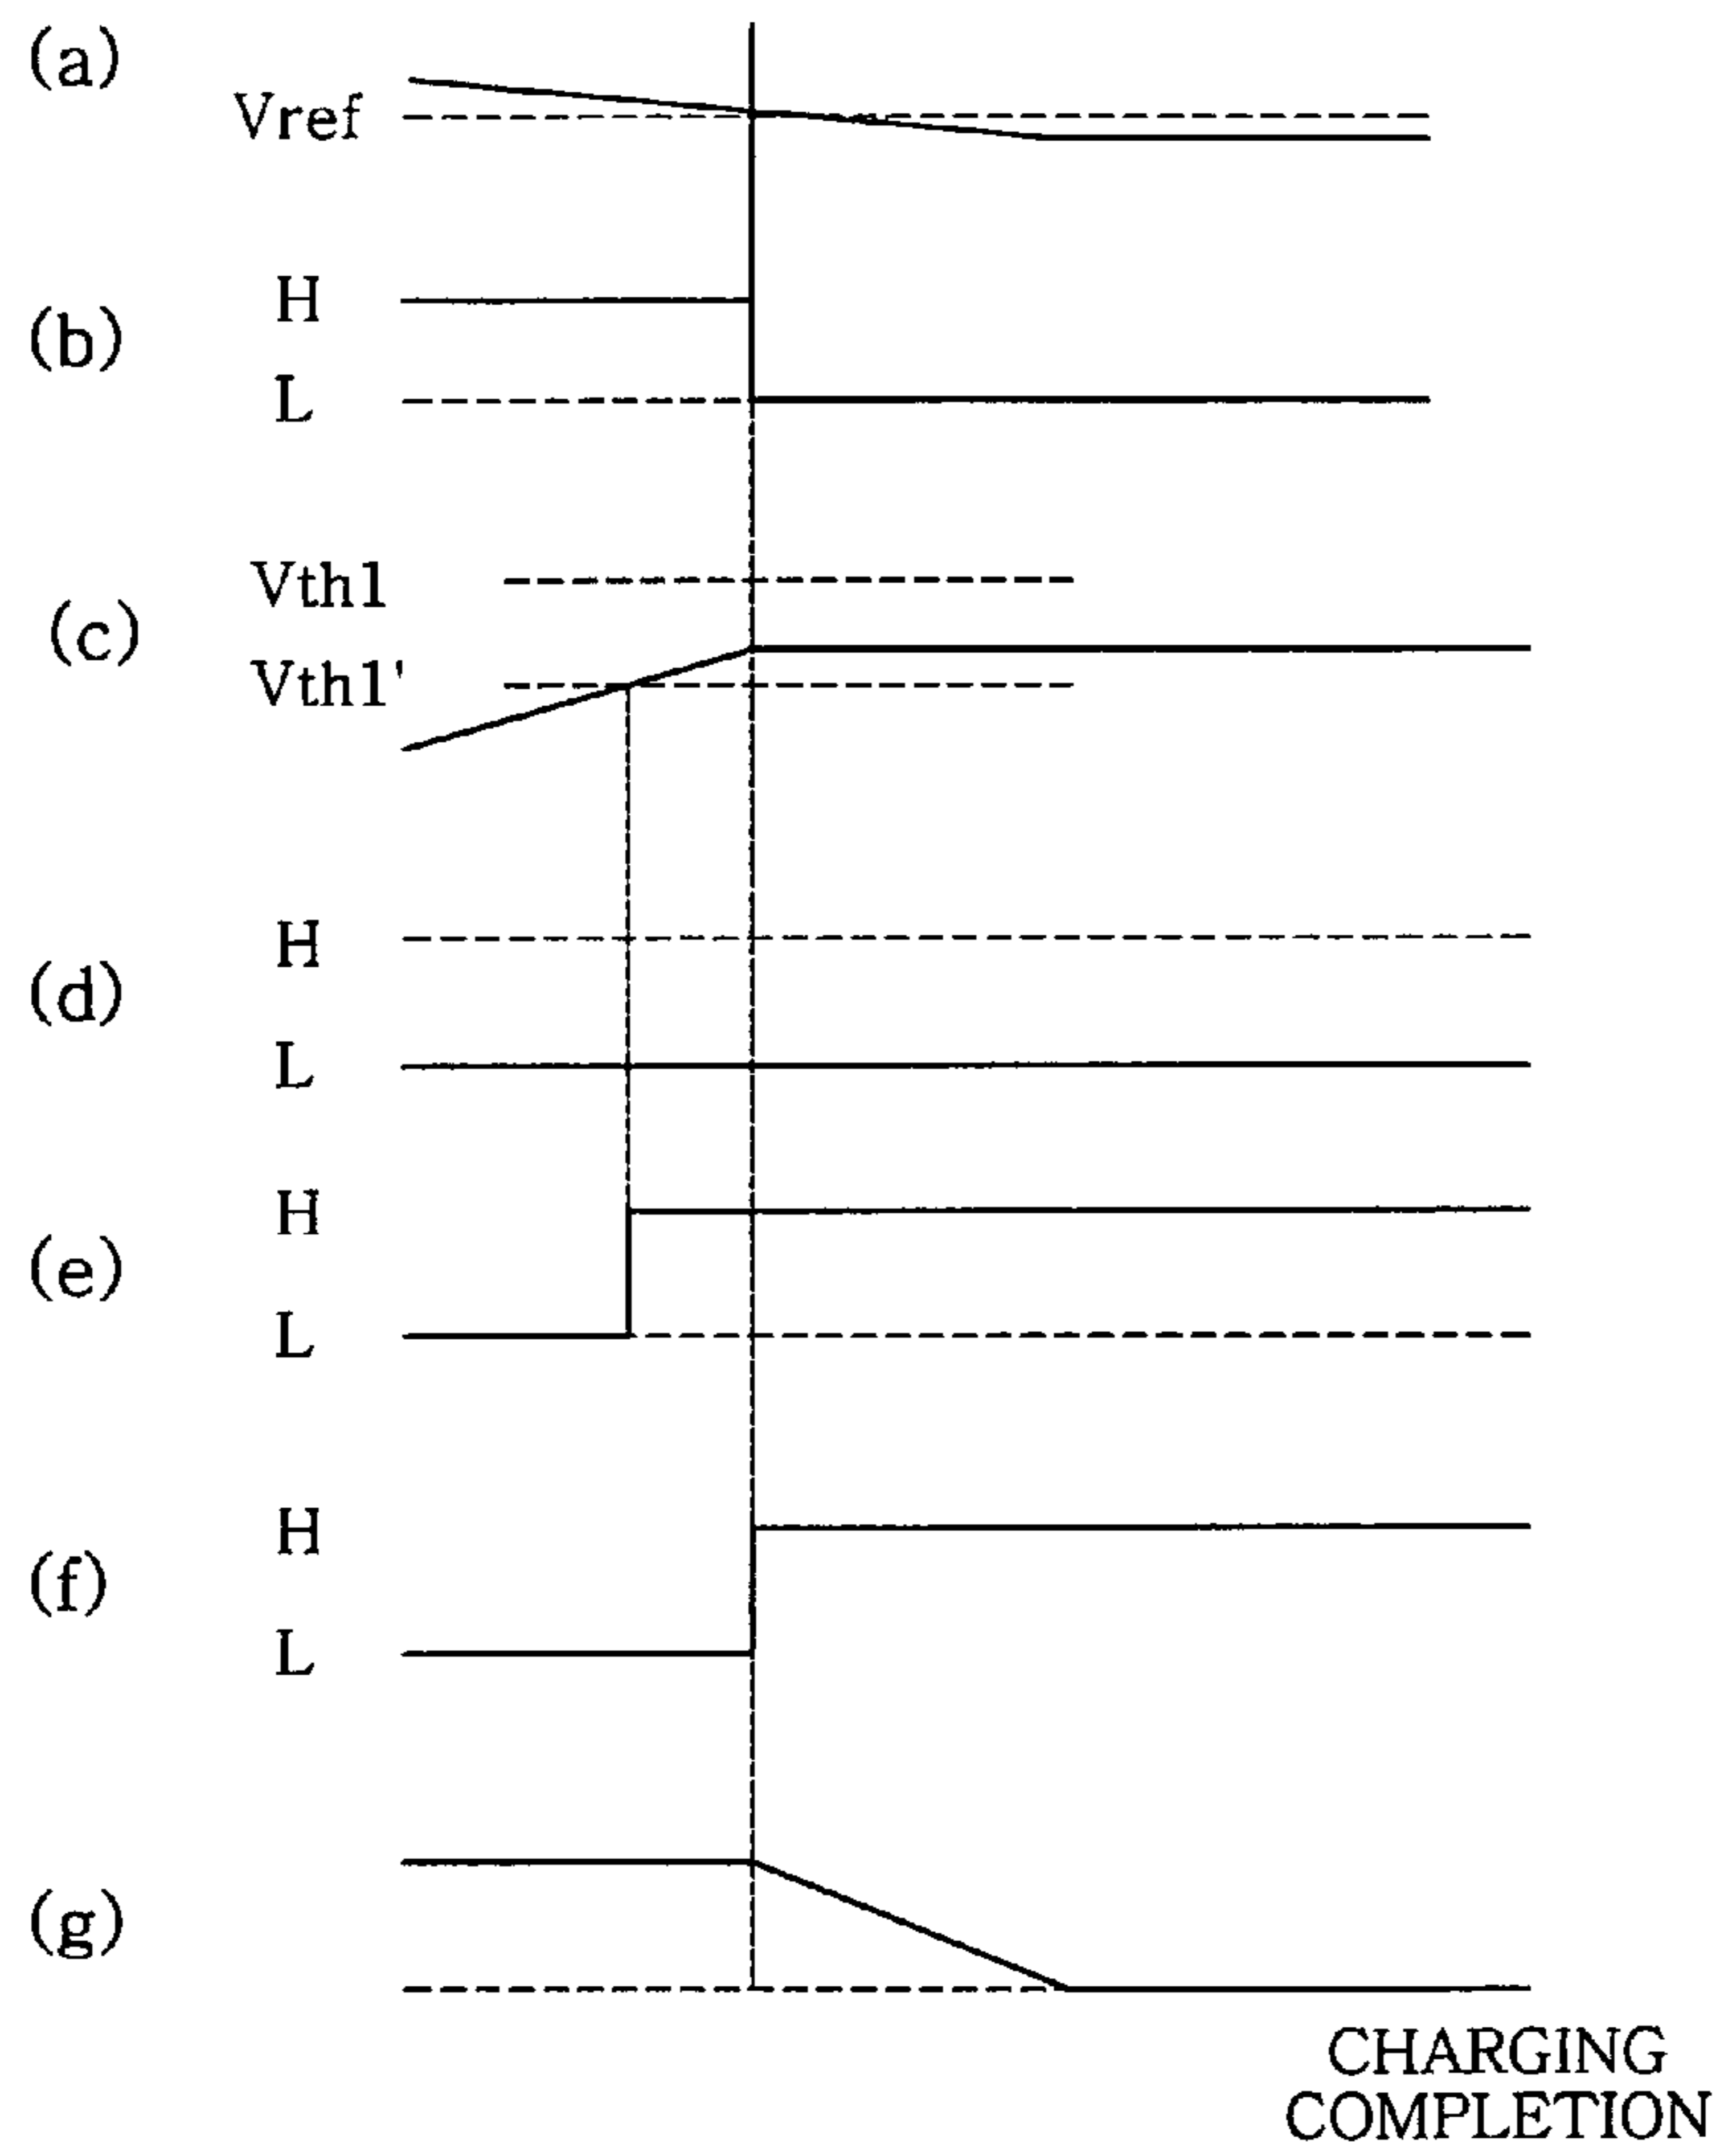 (a)
Vref
H
(b)
L
Vth1
(c)
Vth1'
H
(d)
L
H
(e)
L
H
(f)
L
(g)
CHARGING
COMPLETION